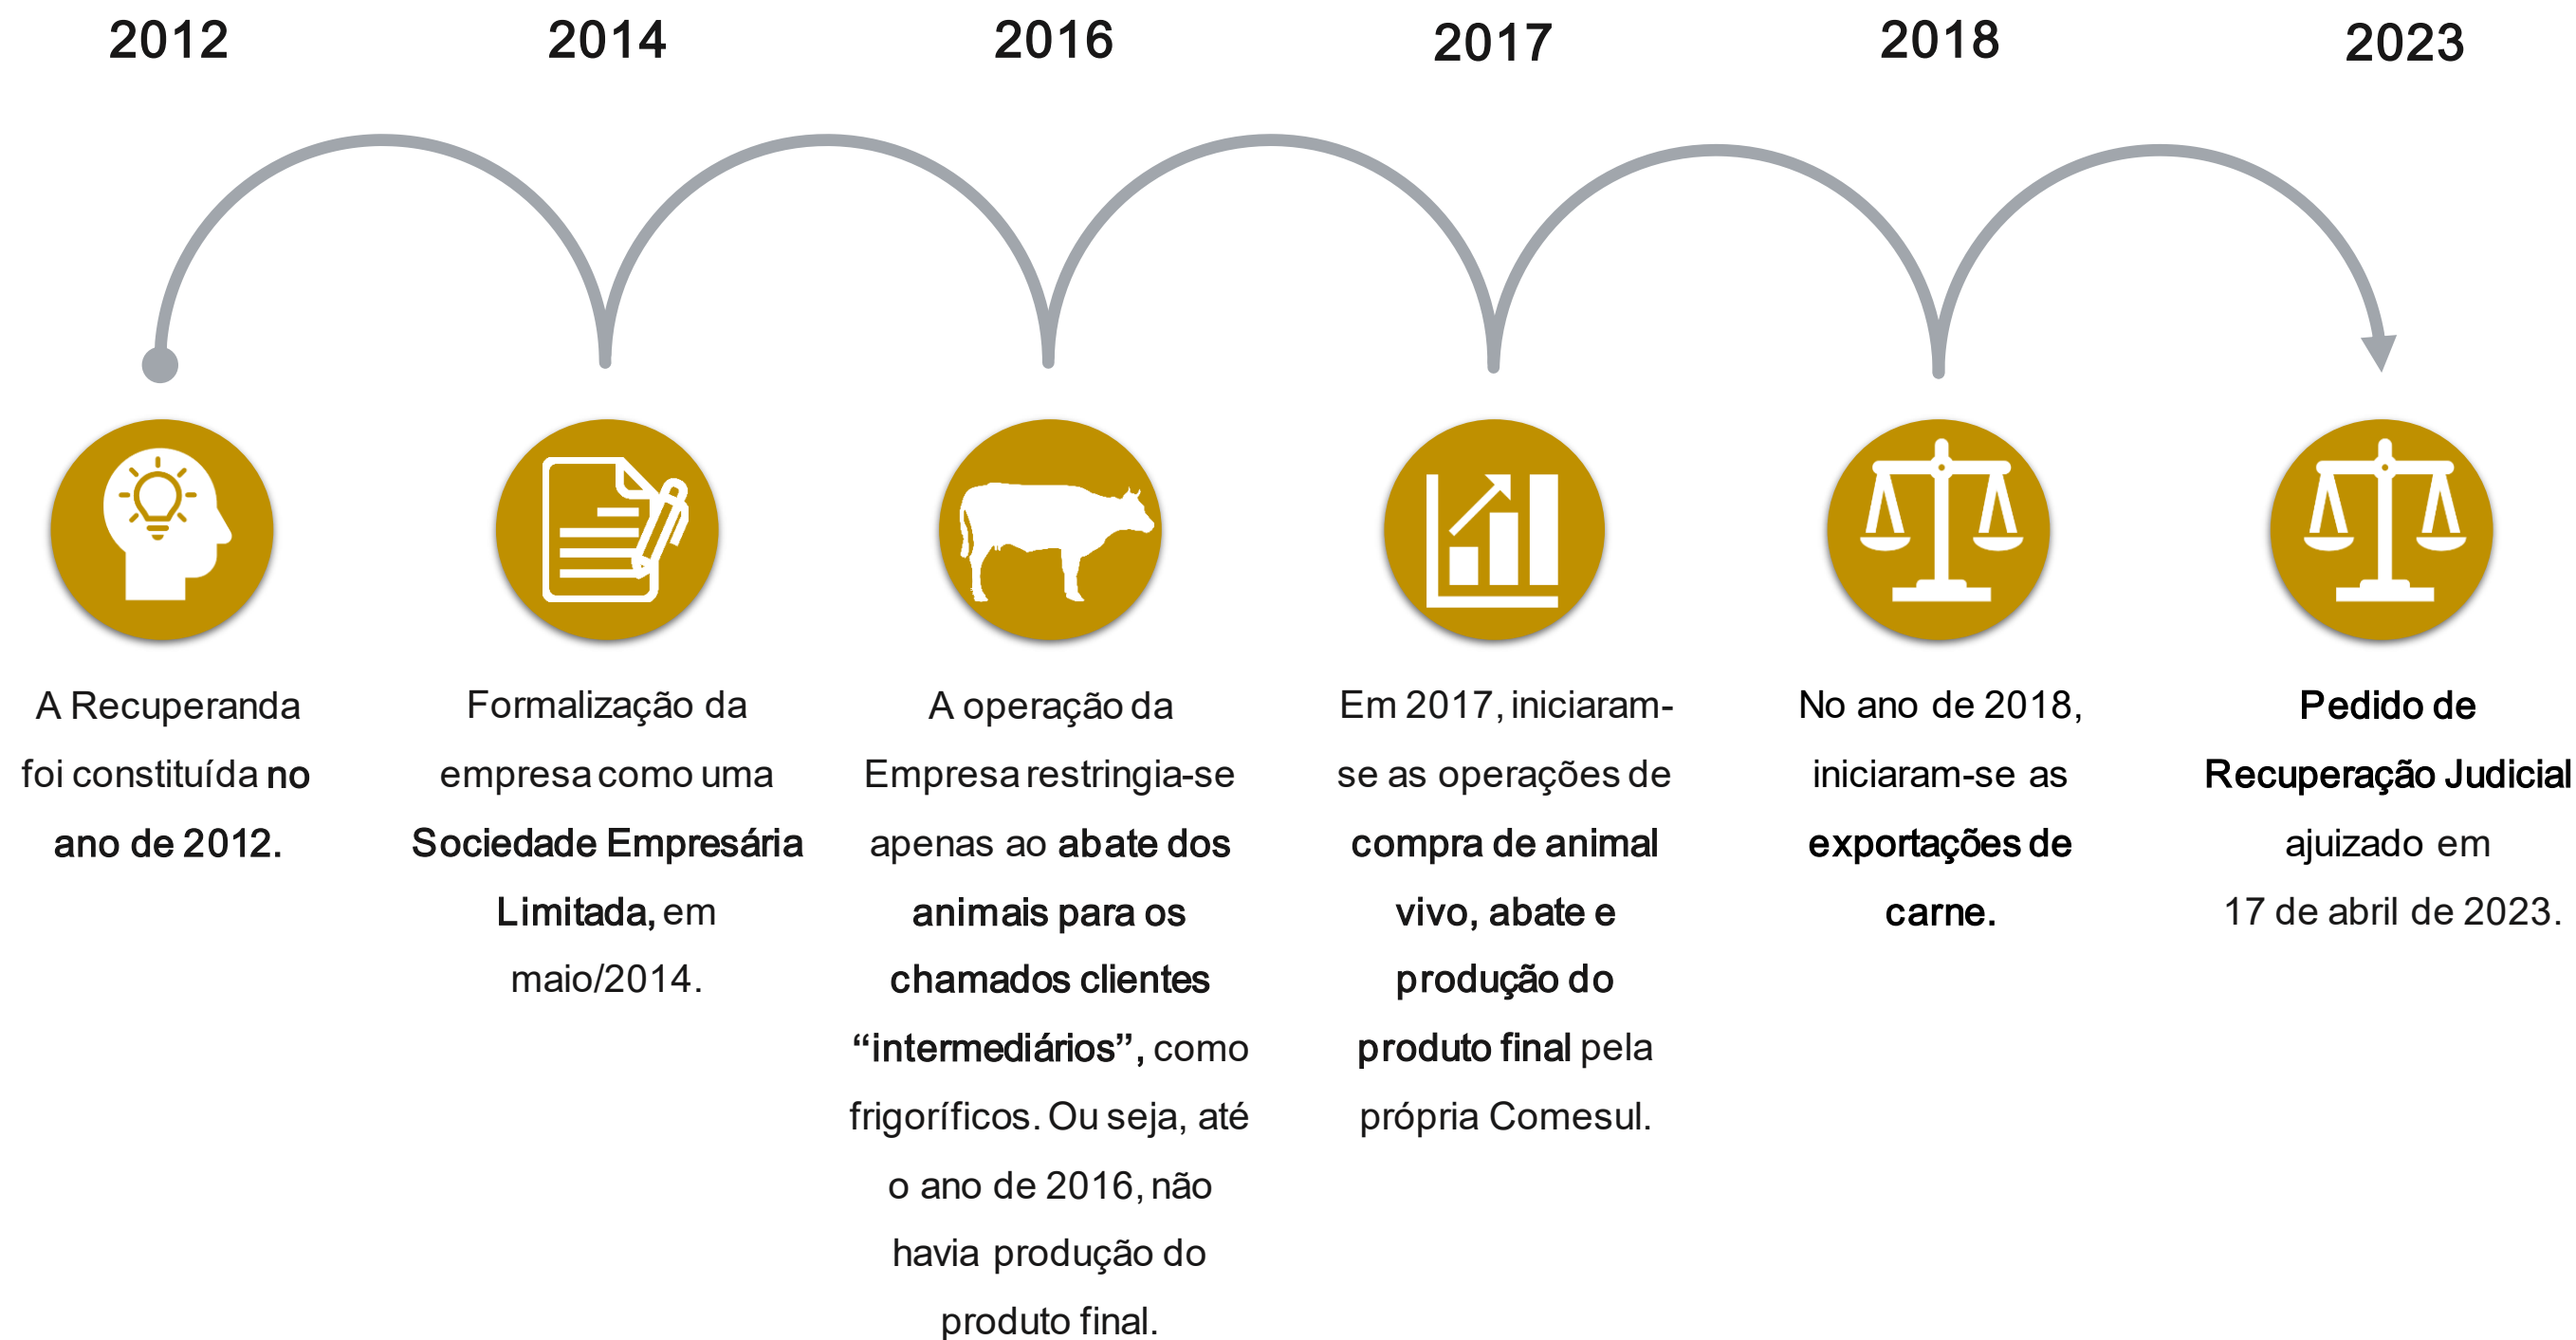 2012
2014
2016
2017
2018
2023
A Recuperanda
foi constituída no
ano de 2012.
Formalização da
empresa como uma
Sociedade Empresária
Limitada, em
maio/2014.
A operação da
Empresa restringia-se
apenas ao abate dos
animais para os
chamados clientes
“intermediários”, como
frigoríficos. Ou seja, até
o ano de 2016, não
havia produção do
produto final.
Em 2017, iniciaram-
se as operações de
compra de animal
vivo, abate e
produção do
produto final pela
própria Comesul.
No ano de 2018,
iniciaram-se as
exportações de
carne.
Pedido de
Recuperação Judicial
ajuizado em
17 de abril de 2023.